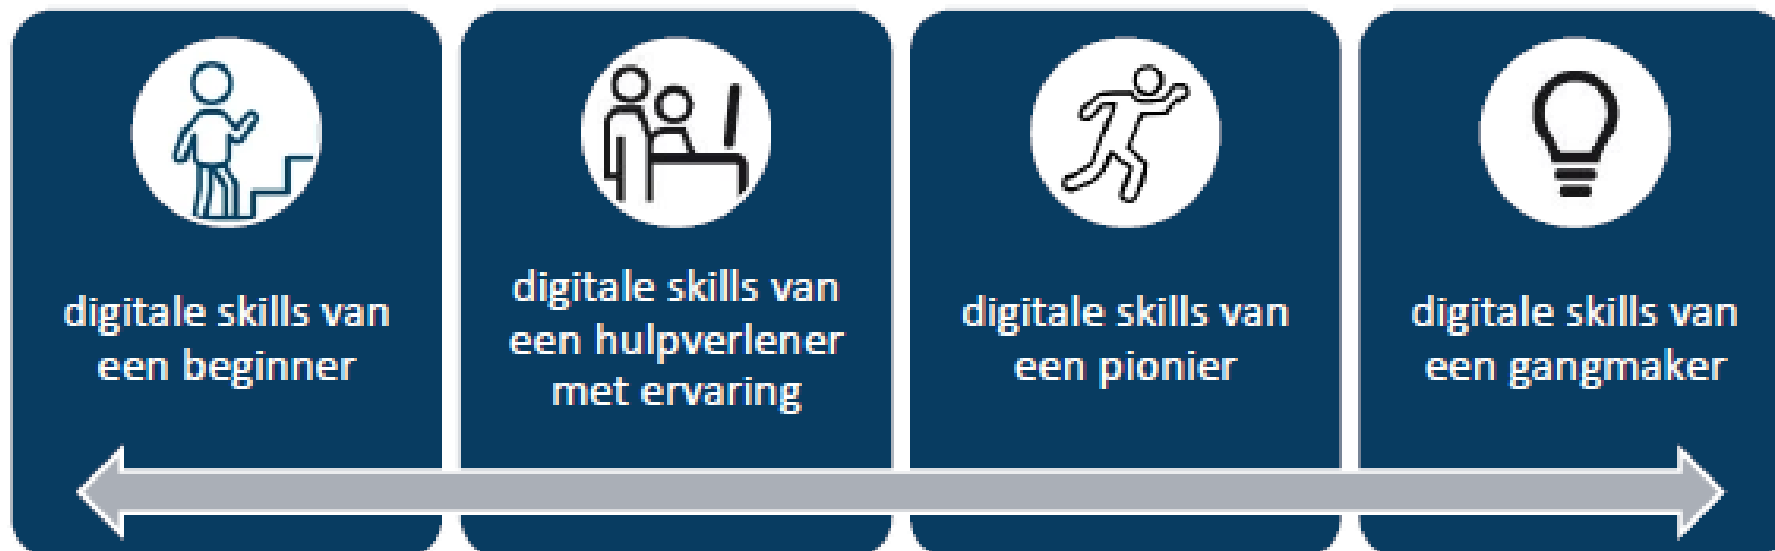 digitale skills van
een beginner
digitale skills van
een hulpverlener
met ervaring
digitale skills van
een pionier
digitale skills van
een gangmaker